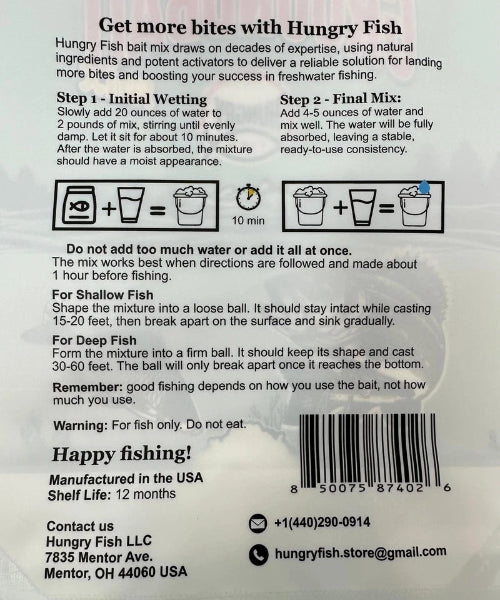 Get more bites with Hungry Fish
Hungry Fish bait mix draws on decades of expertise, using natural
ingredients and potent activators to deliver a reliable solution for landing
more bites and boosting your success in freshwater fishing.
Step 1 - Initial Wetting
Slowly add 20 ounces of water to
2 pounds of mix, stirring until evenly
damp. Let it sit for about 10 minutes.
After the water is absorbed, the mixture
should have a moist appearance.
Step 2 - Final Mix:
Add 4-5 ounces of water and
mix well. The water will be fully
absorbed, leaving a stable,
ready-to-use consistency.
+ =
10 min
+ =
Do not add too much water or add it all at once.
The mix works best when directions are followed and made about
1 hour before fishing.
For Shallow Fish
Shape the mixture into a loose ball. It should stay intact while casting
15-20 feet, then break apart on the surface and sink gradually.
For Deep Fish
Form the mixture into a firm ball. It should keep its shape and cast
30-60 feet. The ball will only break apart once it reaches the bottom.
Remember: good fishing depends on how you use the bait, not how
much you use.
Warning: For fish only. Do not eat.
Happy fishing!
Manufactured in the USA
Shelf Life: 12 months
8 50075 87402 6
Contact us
Hungry Fish LLC
7835 Mentor Ave.
Mentor, OH 44060 USA
+1(440)290-0914
hungryfish.store@gmail.com